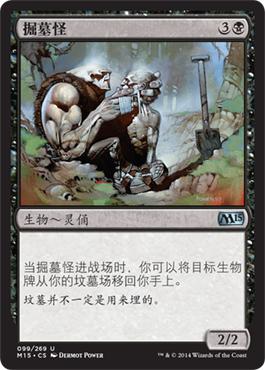 掘墓怪 3
POWER©
生物～灵俑 M15
当掘墓怪进战场时，你可以将目标生物
牌从你的坟墓场移回你手上。
坟墓并不一定是用来埋的。
2/2
099/269 U
M15 • CS DERMOT POWER ™ & © 2014 Wizards of the Coast